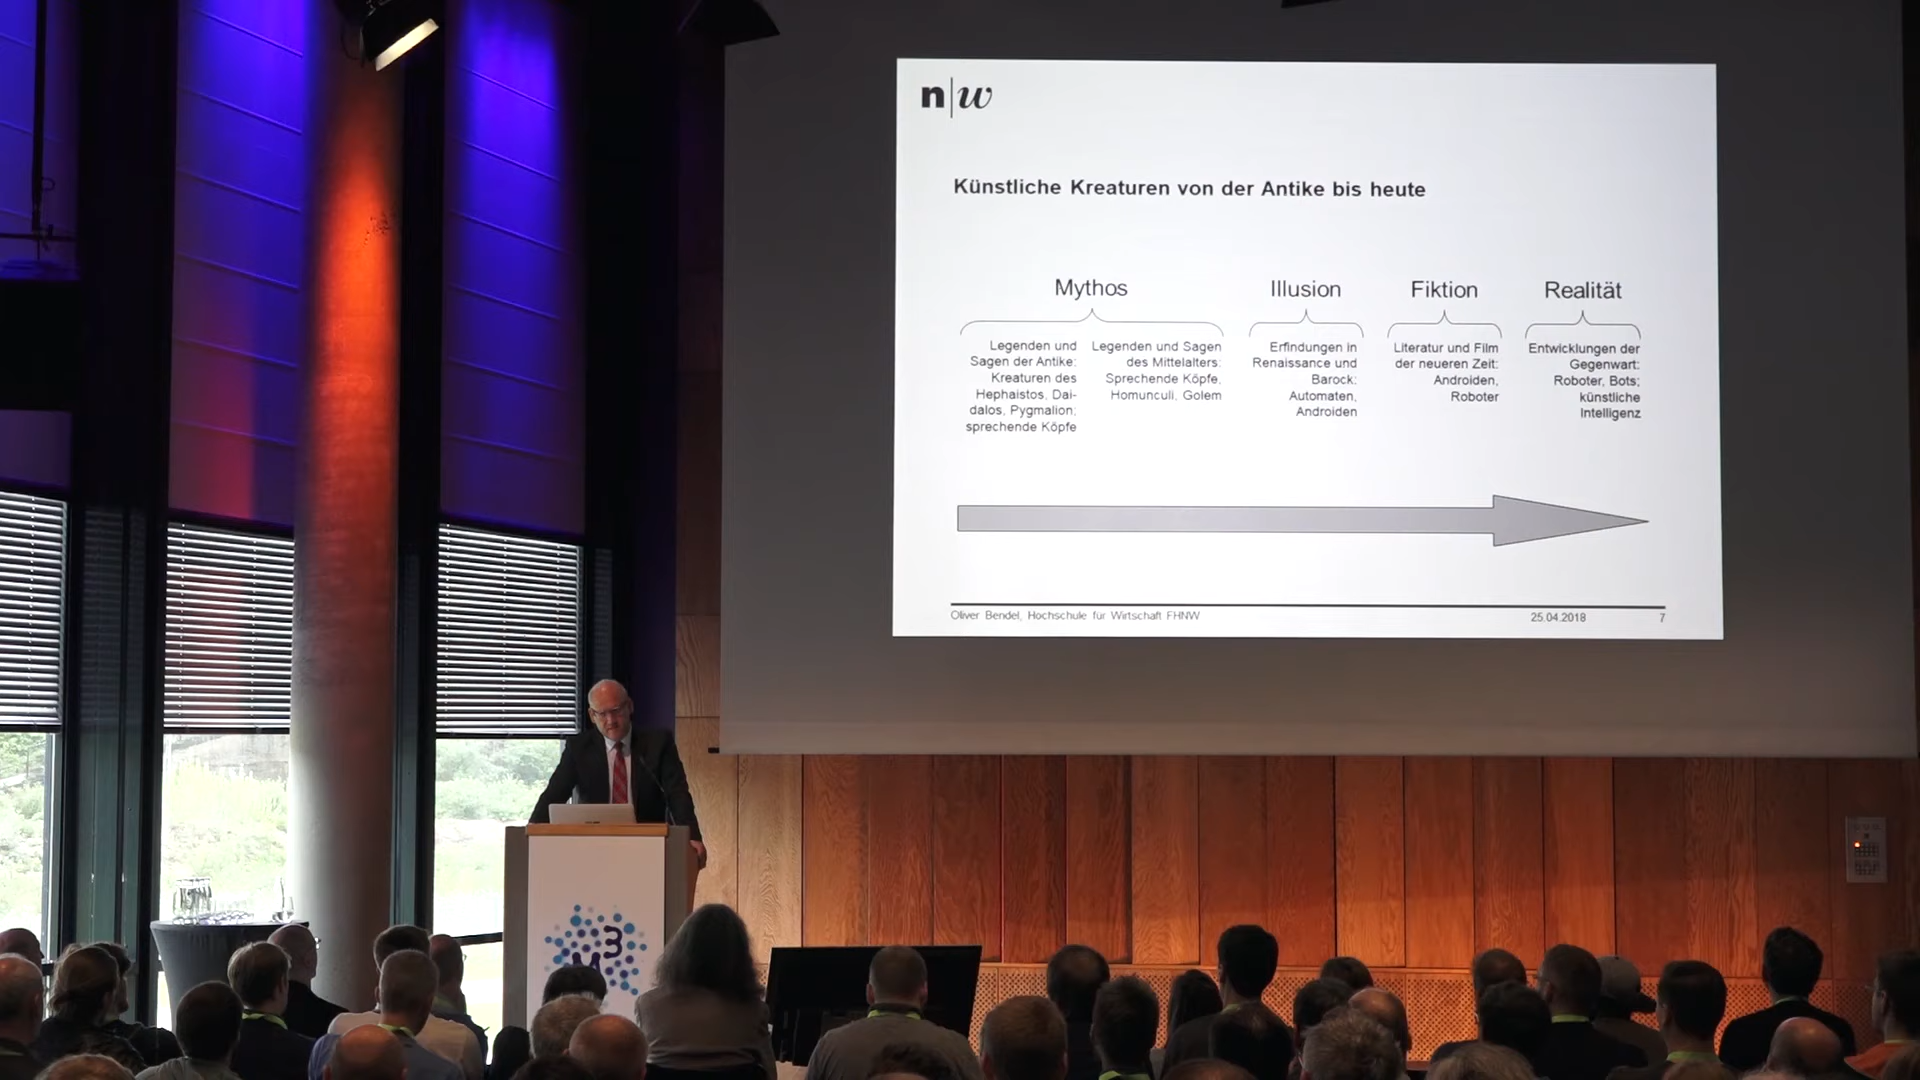 n|w
Künstliche Kreaturen von der Antike bis heute
Mythos
Legenden und
Sagen der Antike:
Kreaturen des
Hephaistos, Dai-
dalos, Pygmalion;
sprechende Köpfe
Legenden und Sagen
des Mittelalters:
Sprechende Köpfe,
Homunculi, Golem
Illusion
Erfindungen in
Renaissance und
Barock:
Automaten,
Androiden
Fiktion
Literatur und Film
der neueren Zeit:
Androiden,
Roboter
Realität
Entwicklungen der
Gegenwart:
Roboter, Bots;
künstliche
Intelligenz
Oliver Bendel, Hochschule für Wirtschaft FHNW
25.04.2018
7
M3